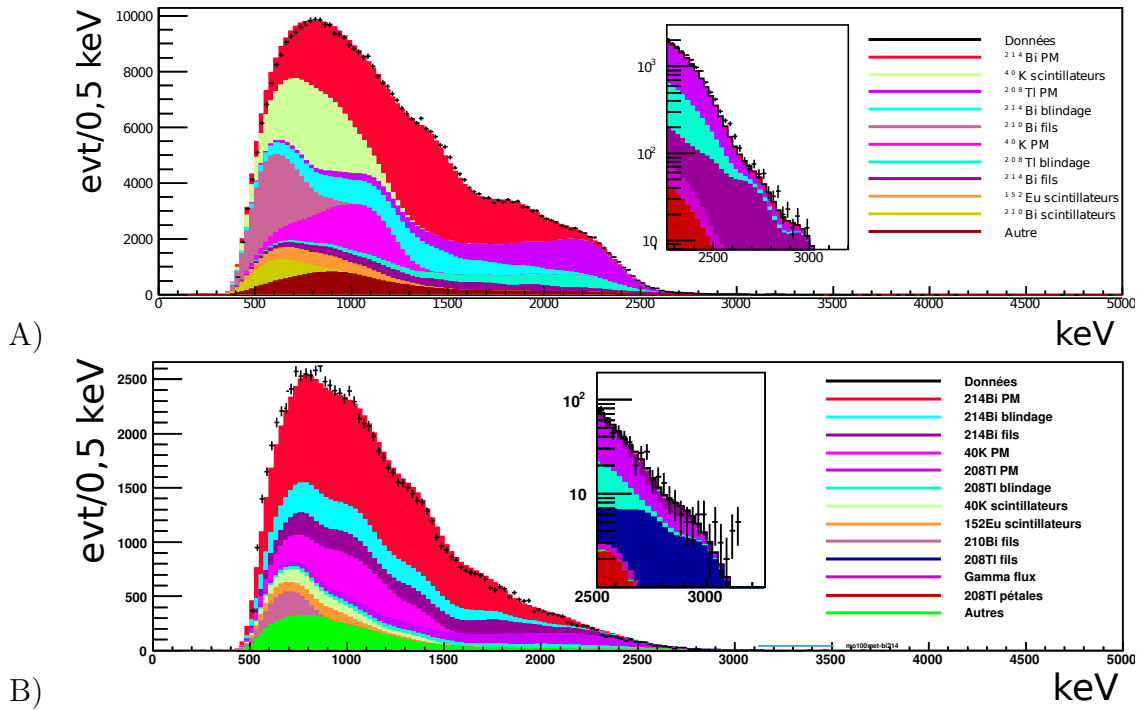 10000
8000
6000
4000
2000
0
evt/0,5 keV
10³
10²
10
2500
3000
Données
²¹⁴Bi PM
⁴⁰K scintillateurs
²⁰⁸Tl PM
²¹⁴Bi blindage
²¹⁰Bi fils
⁴⁰K PM
²⁰⁸Tl blindage
²¹⁴Bi fils
¹⁵²Eu scintillateurs
²¹⁰Bi scintillateurs
Autre
0 500 1000 1500 2000 2500 3000 3500 4000 4500 5000
keV
A)
2500
2000
1500
1000
500
0
evt/0,5 keV
10²
10
2500
3000
Données
214Bi PM
214Bi blindage
214Bi fils
40K PM
208Tl PM
208Tl blindage
40K scintillateurs
152Eu scintillateurs
210Bi fils
208Tl fils
Gamma flux
208Tl pétales
Autres
0 500 1000 1500 2000 2500 3000 3500 4000 4500 5000
keV
B)